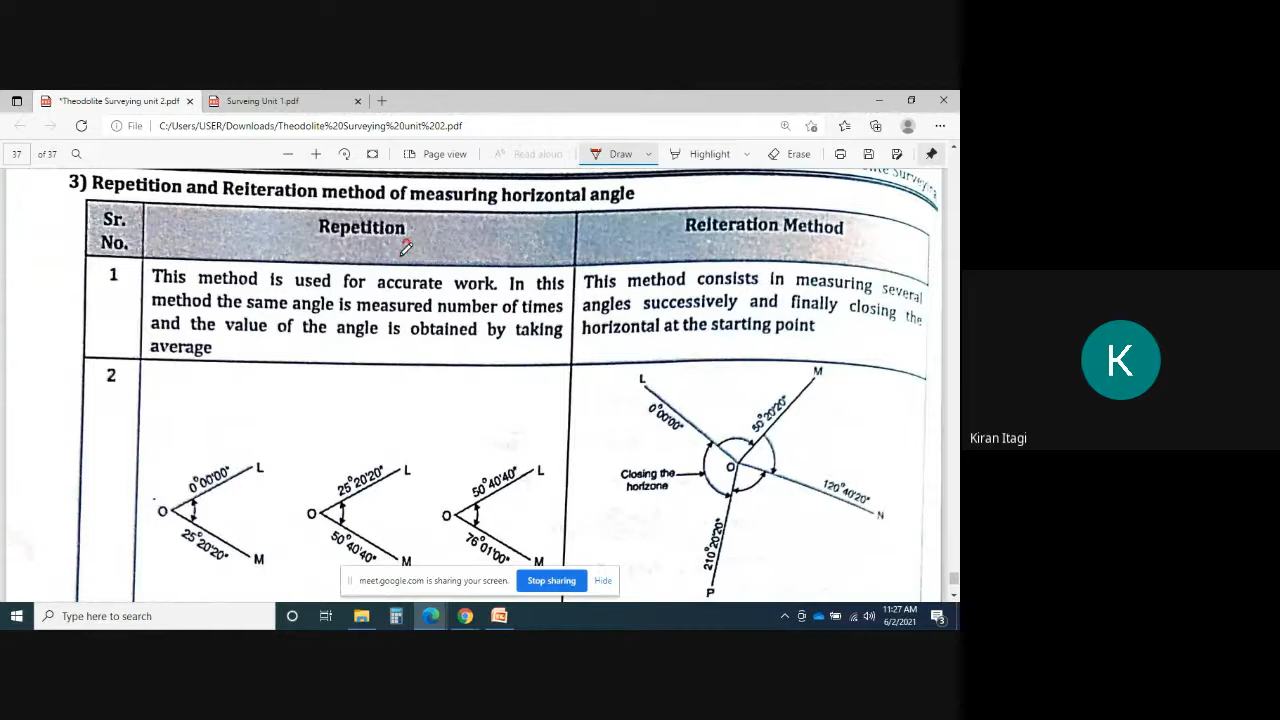 *Theodolite Surveying unit 2.pdf
Surveing Unit 1.pdf
File
C:/Users/USER/Downloads/Theodolite%20Surveying%20unit%202.pdf
37 of 37
Page view
Read aloud
Draw
Highlight
Erase
3) Repetition and Reiteration method of measuring horizontal angle
Sr.
No.
Repetition
Reiteration Method
1
This method is used for accurate work. In this
method the same angle is measured number of times
and the value of the angle is obtained by taking
average
This method consists in measuring several
angles successively and finally closing the
horizontal at the starting point
2
O
0°00'00"
L
25°20'20"
M
O
25°20'20"
L
50°40'40"
M
O
50°40'40"
L
76°01'00"
M
L
0°00'00"
M
50°20'20"
O
Closing the
horizone
120°40'20"
N
210°20'20"
P
meet.google.com is sharing your screen.
Stop sharing
Hide
Type here to search
11:27 AM
6/2/2021
3
K
Kiran Itagi